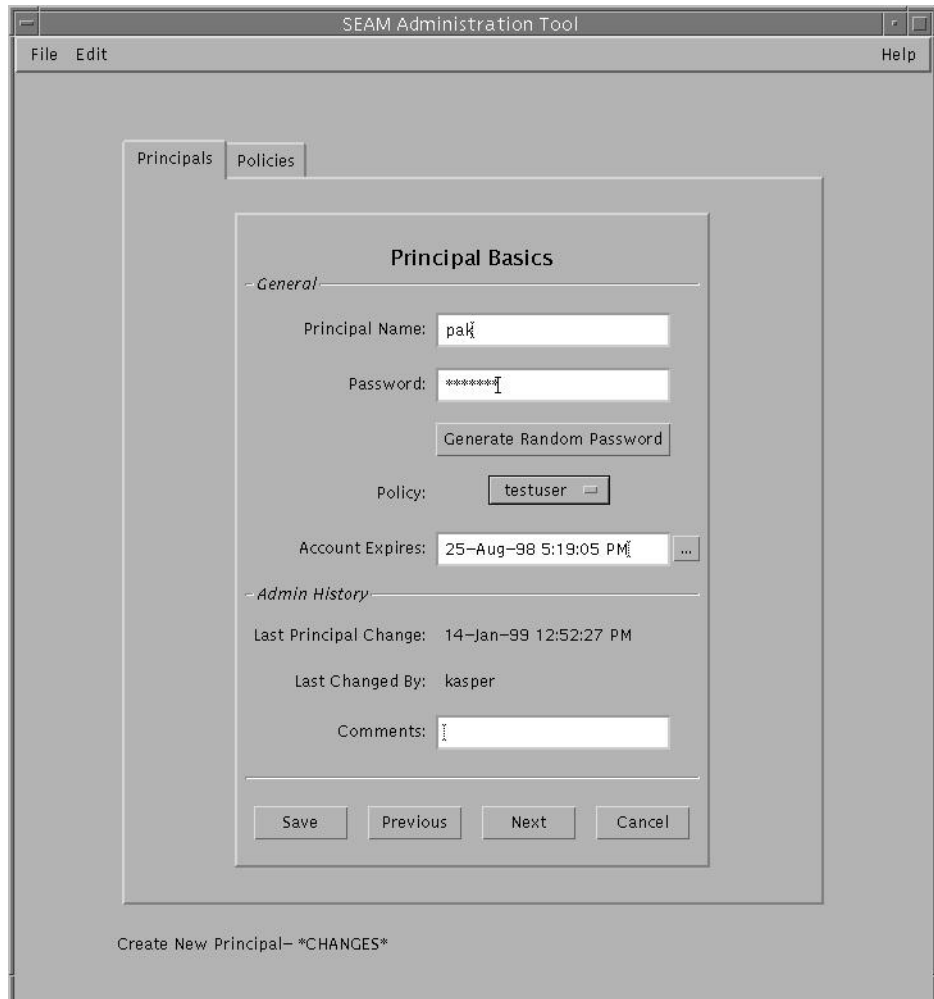 SEAM Administration Tool
File Edit Help
Principals Policies
Principal Basics
General
Principal Name: pak
Password: *******
Generate Random Password
Policy: testuser
Account Expires: 25-Aug-98 5:19:05 PM ...
Admin History
Last Principal Change: 14-Jan-99 12:52:27 PM
Last Changed By: kasper
Comments:
Save Previous Next Cancel
Create New Principal- *CHANGES*